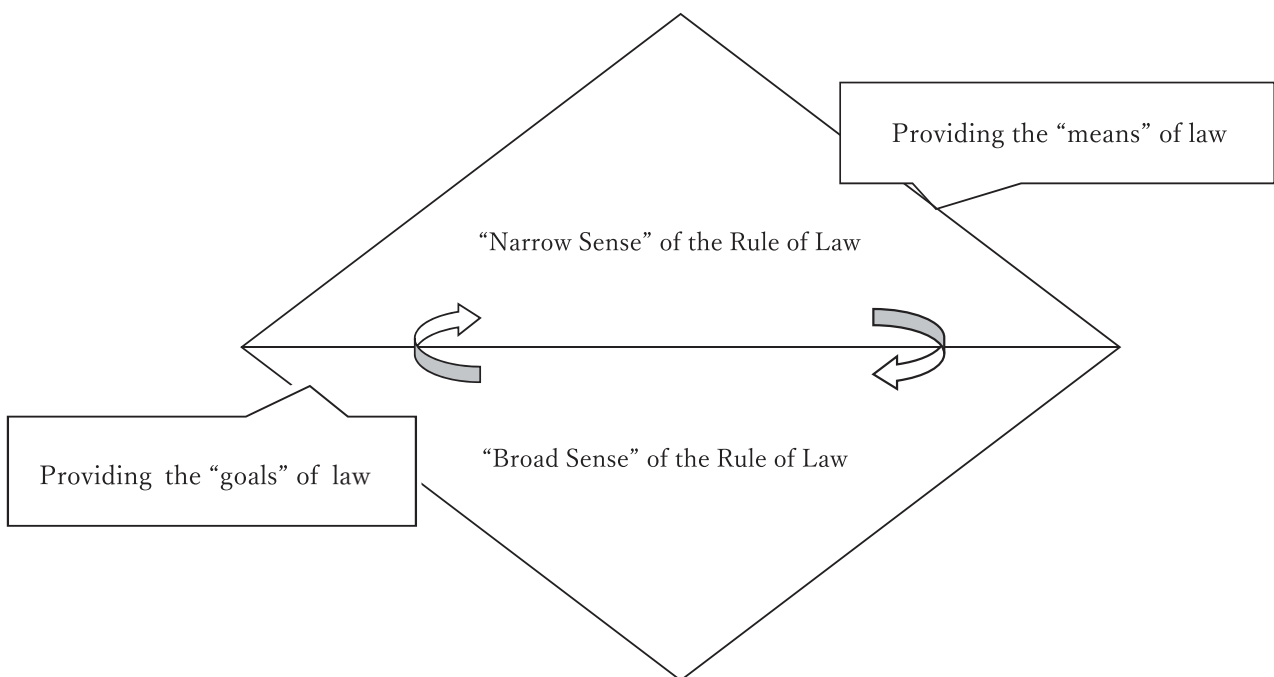 Providing the “means” of law
“Narrow Sense” of the Rule of Law
“Broad Sense” of the Rule of Law
Providing the “goals” of law